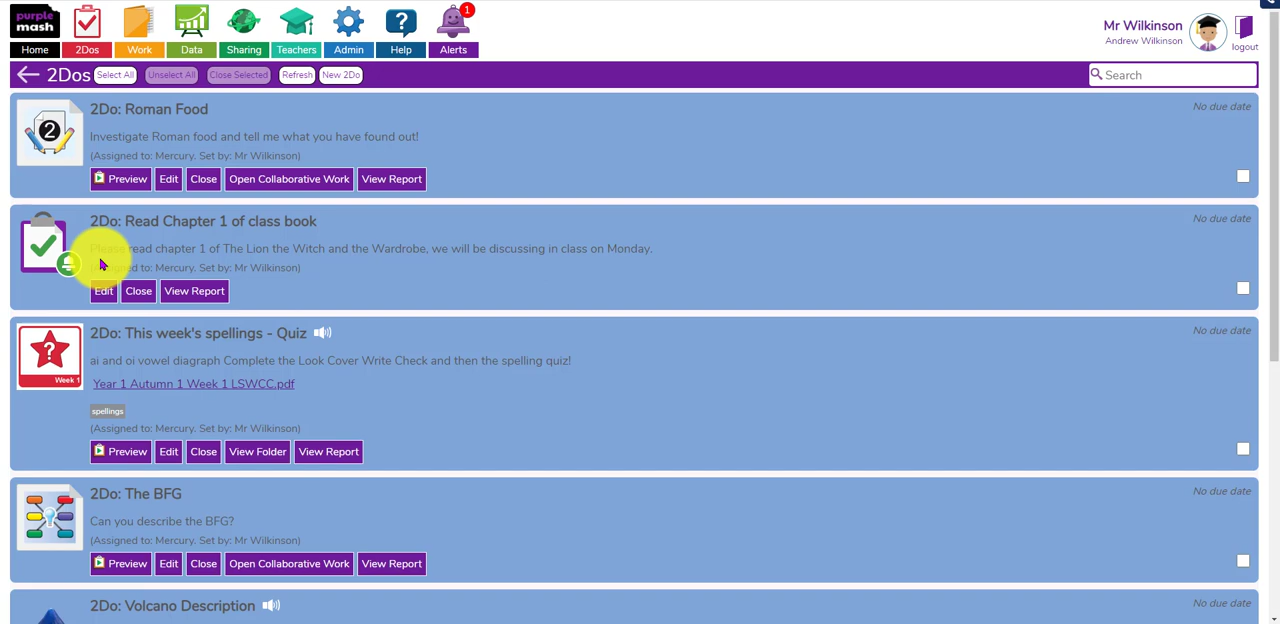 purple
mash
1
Home
2Dos
Work
Data
Sharing
Teachers
Admin
Help
Alerts
Mr Wilkinson
Andrew Wilkinson
logout
2Dos
Select All
Unselect All
Close Selected
Refresh
New 2Do
Search
2
2Do: Roman Food
No due date
Investigate Roman food and tell me what you have found out!
(Assigned to: Mercury. Set by: Mr Wilkinson)
Preview
Edit
Close
Open Collaborative Work
View Report
2Do: Read Chapter 1 of class book
No due date
Please read chapter 1 of The Lion the Witch and the Wardrobe, we will be discussing in class on Monday.
(Assigned to: Mercury. Set by: Mr Wilkinson)
Edit
Close
View Report
Week 1
2Do: This week's spellings - Quiz
No due date
ai and oi vowel diagraph Complete the Look Cover Write Check and then the spelling quiz!
Year 1 Autumn 1 Week 1 LSWCC.pdf
spellings
(Assigned to: Mercury. Set by: Mr Wilkinson)
Preview
Edit
Close
View Folder
View Report
2Do: The BFG
No due date
Can you describe the BFG?
(Assigned to: Mercury. Set by: Mr Wilkinson)
Preview
Edit
Close
Open Collaborative Work
View Report
2Do: Volcano Description
No due date